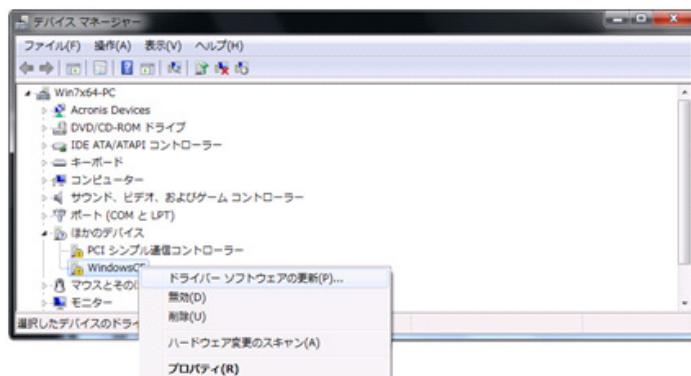 デバイス マネージャー
ファイル(F) 操作(A) 表示(V) ヘルプ(H)
Win7x64-PC
Acronis Devices
DVD/CD-ROM ドライブ
IDE ATA/ATAPI コントローラー
キーボード
コンピューター
サウンド、ビデオ、およびゲーム コントローラー
ポート (COM と LPT)
ほかのデバイス
PCI シンプル通信コントローラー
WindowsCE
ドライバー ソフトウェアの更新(P)...
マウスとそのほ
無効(D)
モニター
削除(U)
選択したデバイスのドライ
ハードウェア変更のスキャン(A)
プロパティ(R)